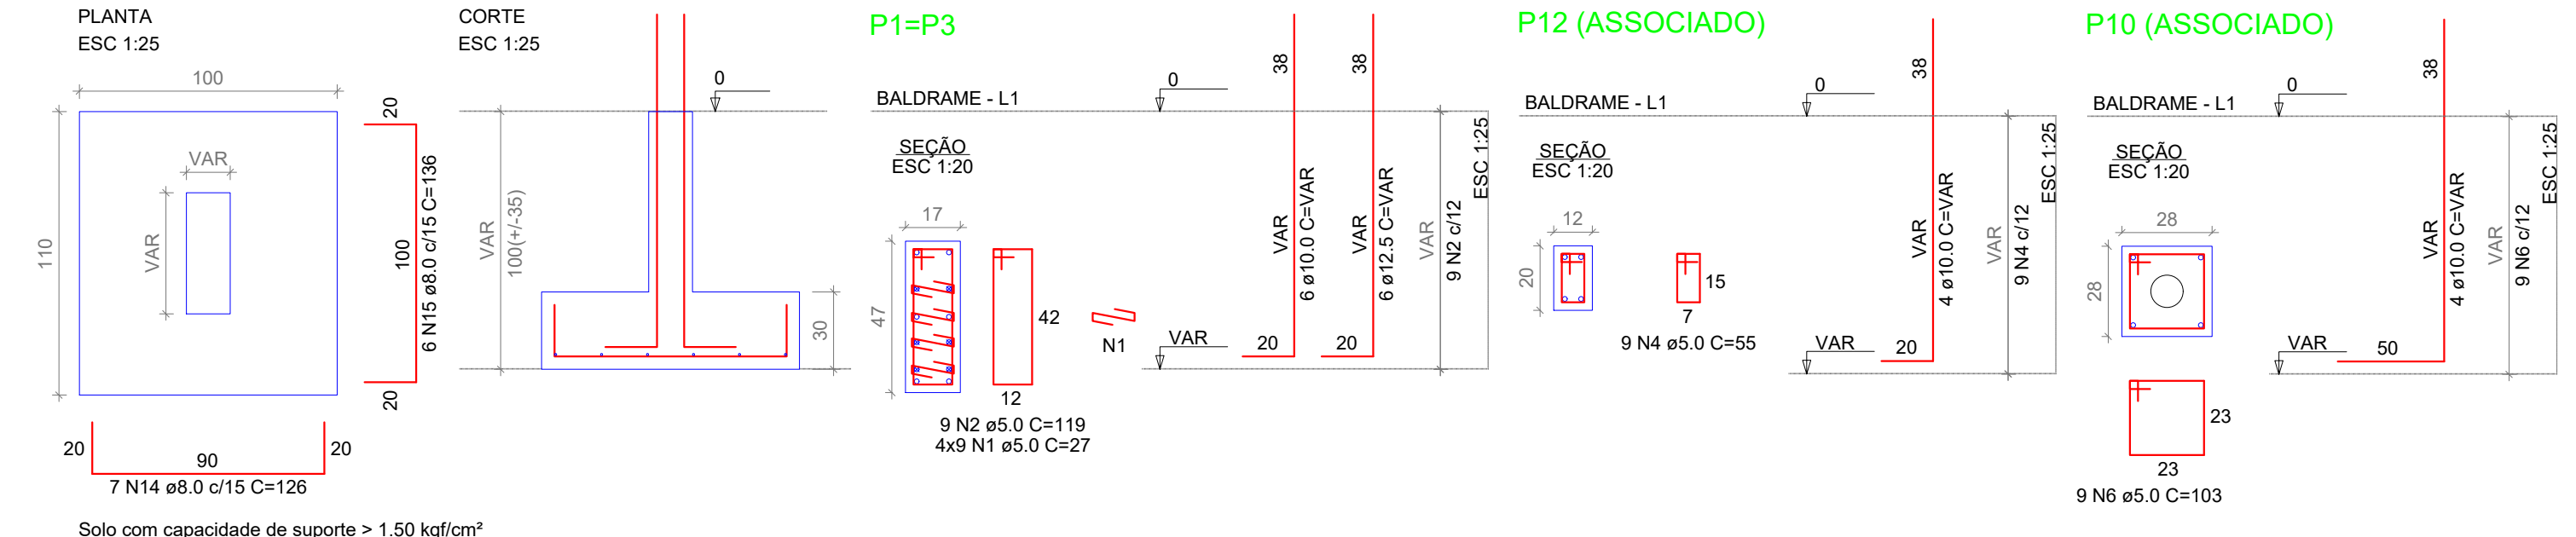 PLANTA
ESC 1:25
100
110
VAR
VAR
20
100
20
6 N15 ø8.0 c/15 C=136
20
90
20
7 N14 ø8.0 c/15 C=126
Solo com capacidade de suporte > 1.50 kgf/cm²
CORTE
ESC 1:25
0
VAR
100(+/-35)
30
P1=P3
BALDRAME - L1
0
SEÇÃO
ESC 1:20
17
47
42
12
N1
9 N2 ø5.0 C=119
4x9 N1 ø5.0 C=27
VAR
38
VAR
6 ø10.0 C=VAR
20
38
VAR
6 ø12.5 C=VAR
20
VAR
9 N2 c/12
ESC 1:25
P12 (ASSOCIADO)
BALDRAME - L1
0
SEÇÃO
ESC 1:20
12
20
15
7
9 N4 ø5.0 C=55
VAR
38
VAR
4 ø10.0 C=VAR
20
VAR
9 N4 c/12
ESC 1:25
P10 (ASSOCIADO)
BALDRAME - L1
0
SEÇÃO
ESC 1:20
28
28
23
23
9 N6 ø5.0 C=103
VAR
38
VAR
4 ø10.0 C=VAR
50
VAR
9 N6 c/12
ESC 1:25